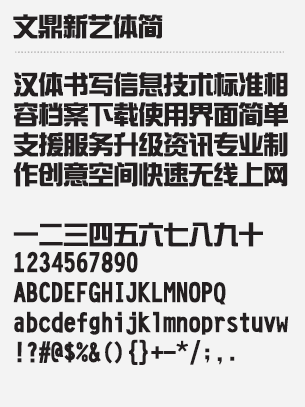 文鼎新艺体简
汉体书写信息技术标准相
容档案下载使用界面简单
支援服务升级资讯专业制
作创意空间快速无线上网
一二三四五六七八九十
1234567890
ABCDEFGHIJKLMNOPQ
abcdefghijklmnopqrstuvw
!?#@$%&(){}+-*/;,.